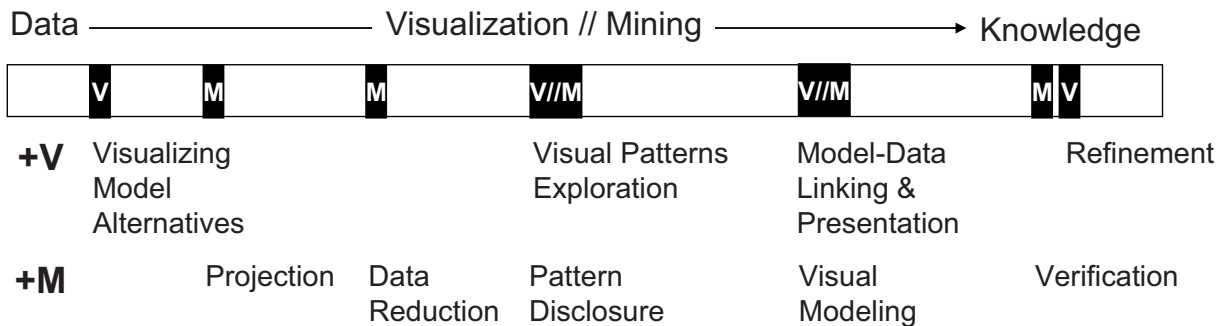 Data Visualization // Mining Knowledge
V M M V//M V//M M V
+V Visualizing Visual Patterns Model-Data Refinement
Model Exploration Linking &
Alternatives Presentation
+M Projection Data Pattern Visual Verification
Reduction Disclosure Modeling